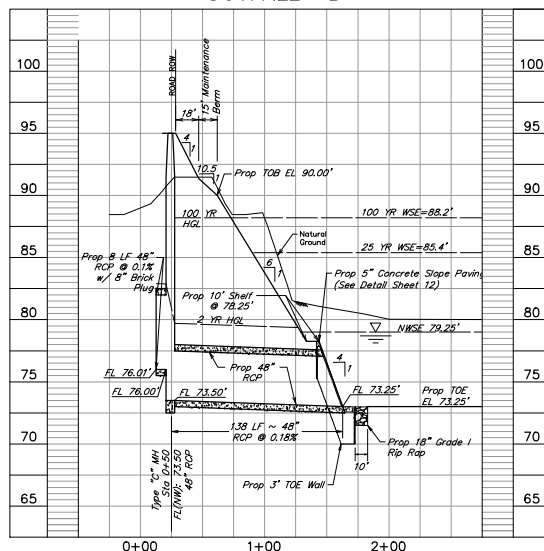 100
95
90
85
80
75
70
65
100
95
90
85
80
75
70
65
ROAD ROW
18'
15' Maintenance
Berm
4
1
10.5
1
Prop TOB EL 90.00'
100 YR
HGL
100 YR WSE=88.2'
Natural
Ground
25 YR WSE=85.4'
6
1
Prop 8 LF 48"
RCP @ 0.1%
w/ 8" Brick
Plug
Prop 10' Shelf
@ 78.25'
Prop 5" Concrete Slope Paving
(See Detail Sheet 12)
2 YR HGL
NWSE 79.25'
4
1
FL 76.01'
FL 76.00'
Prop 48"
RCP
FL 73.50'
FL 73.25'
Prop TOE
EL 73.25'
138 LF ~ 48"
RCP @ 0.18%
10'
Prop 18" Grade 1
Rip Rap
Prop 3' TOE Wall
Type "C" MH
Sta 0+50
FL(NW): 73.50
48" RCP
0+00
1+00
2+00